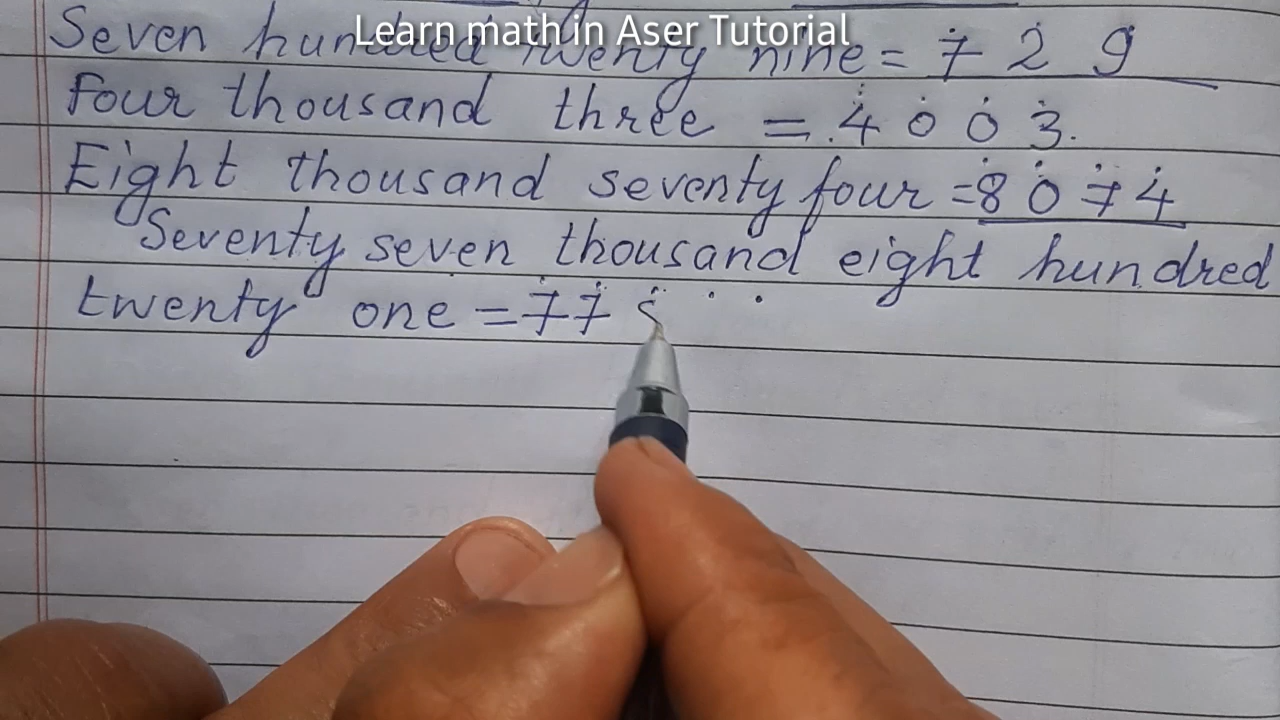 Learn math in Aser Tutorial
Seven hundred twenty nine = 7 2 9
four thousand three = 4 0 0 3.
Eight thousand seventy four = 8 0 7 4
Seventy seven thousand eight hundred
twenty one = 7 7